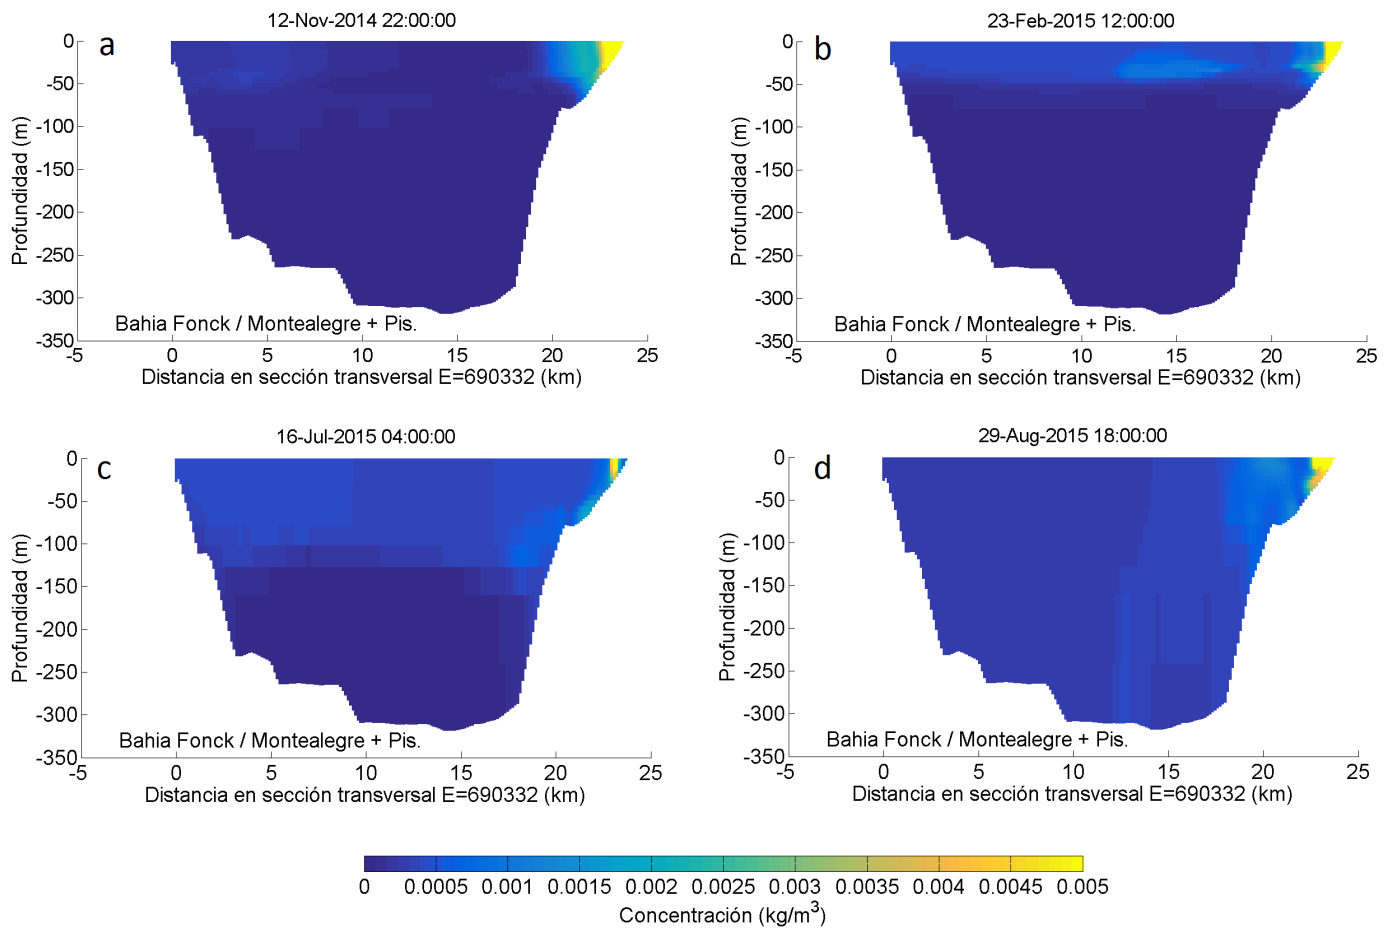 12-Nov-2014 22:00:00
a
0
-50
-100
-150
-200
-250
-300
-350
Profundidad (m)
Bahia Fonck / Montealegre + Pis.
-5 0 5 10 15 20 25
Distancia en sección transversal E=690332 (km)
23-Feb-2015 12:00:00
b
0
-50
-100
-150
-200
-250
-300
-350
Profundidad (m)
Bahia Fonck / Montealegre + Pis.
-5 0 5 10 15 20 25
Distancia en sección transversal E=690332 (km)
16-Jul-2015 04:00:00
c
0
-50
-100
-150
-200
-250
-300
-350
Profundidad (m)
Bahia Fonck / Montealegre + Pis.
-5 0 5 10 15 20 25
Distancia en sección transversal E=690332 (km)
29-Aug-2015 18:00:00
d
0
-50
-100
-150
-200
-250
-300
-350
Profundidad (m)
Bahia Fonck / Montealegre + Pis.
-5 0 5 10 15 20 25
Distancia en sección transversal E=690332 (km)
0 0.0005 0.001 0.0015 0.002 0.0025 0.003 0.0035 0.004 0.0045 0.005
Concentración (kg/m³)